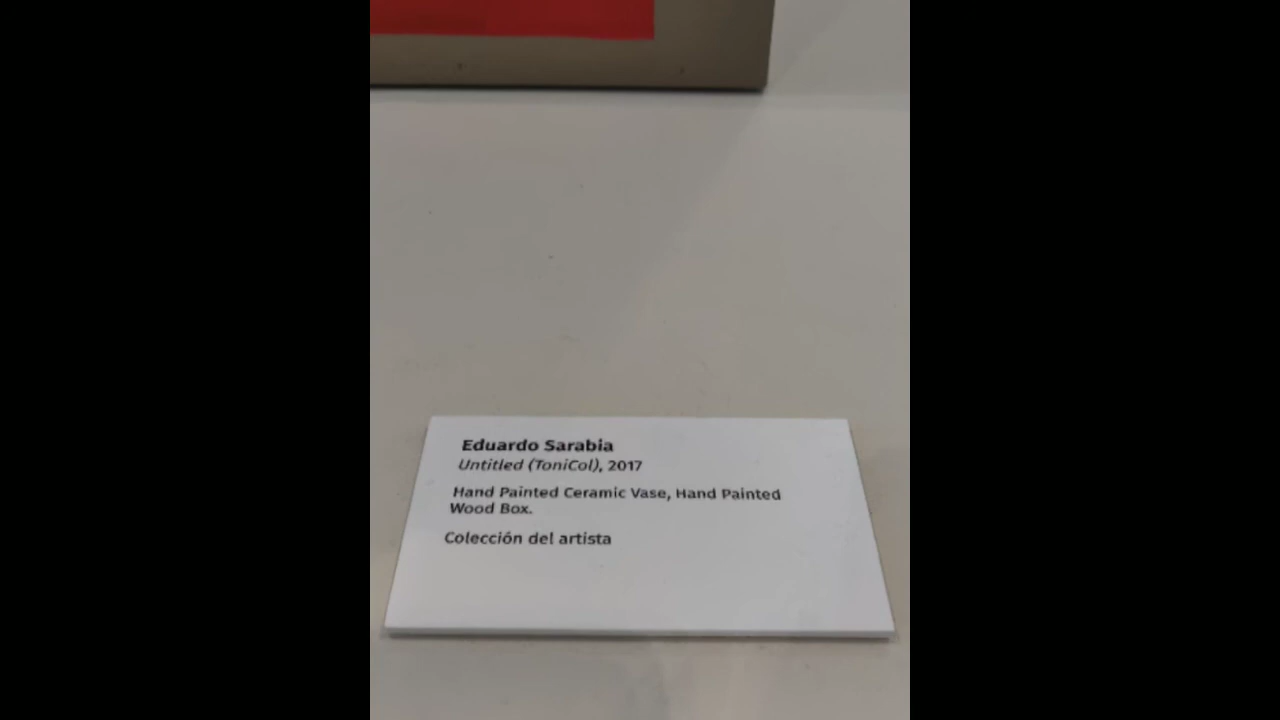 Eduardo Sarabia
Untitled (ToniCol), 2017
Hand Painted Ceramic Vase, Hand Painted
Wood Box.
Colección del artista